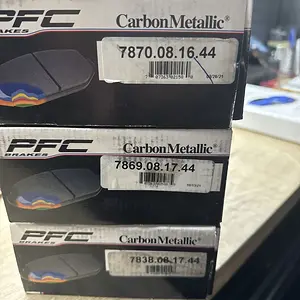 PFC
BRAKES
CarbonMetallic®
7870.08.16.44
PFC
BRAKES
CarbonMetallic®
7869.08.17.44
PFC
BRAKES
CarbonMetallic®
7838.08.17.44